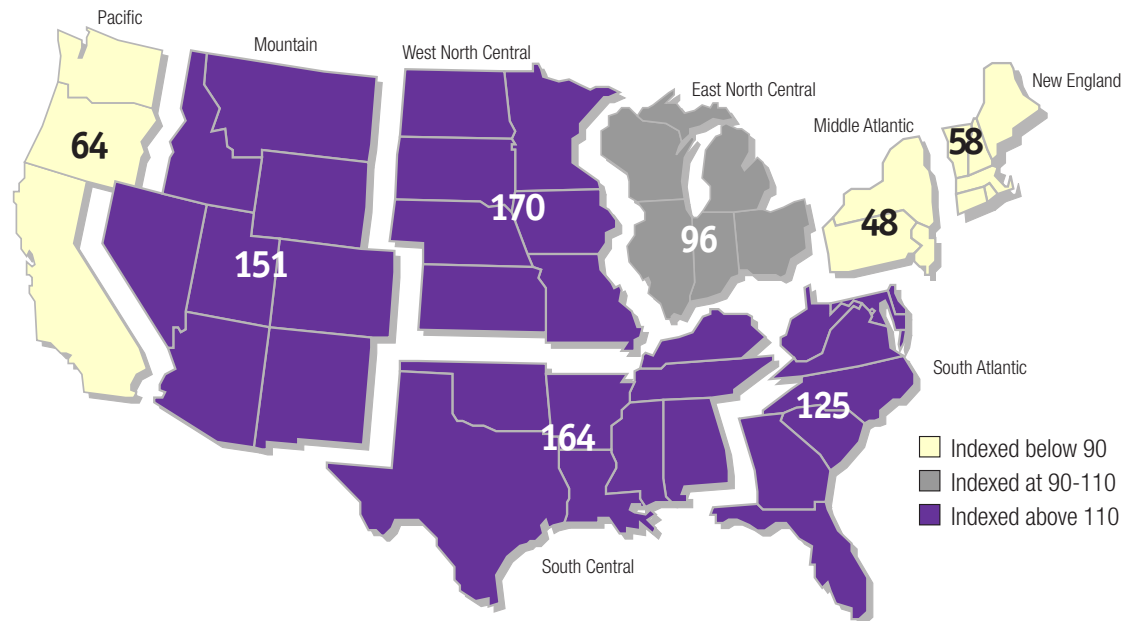 Pacific
Mountain
West North Central
East North Central
New England
Middle Atlantic
64
58
170
48
96
151
South Atlantic
125
164
Indexed below 90
Indexed at 90-110
Indexed above 110
South Central